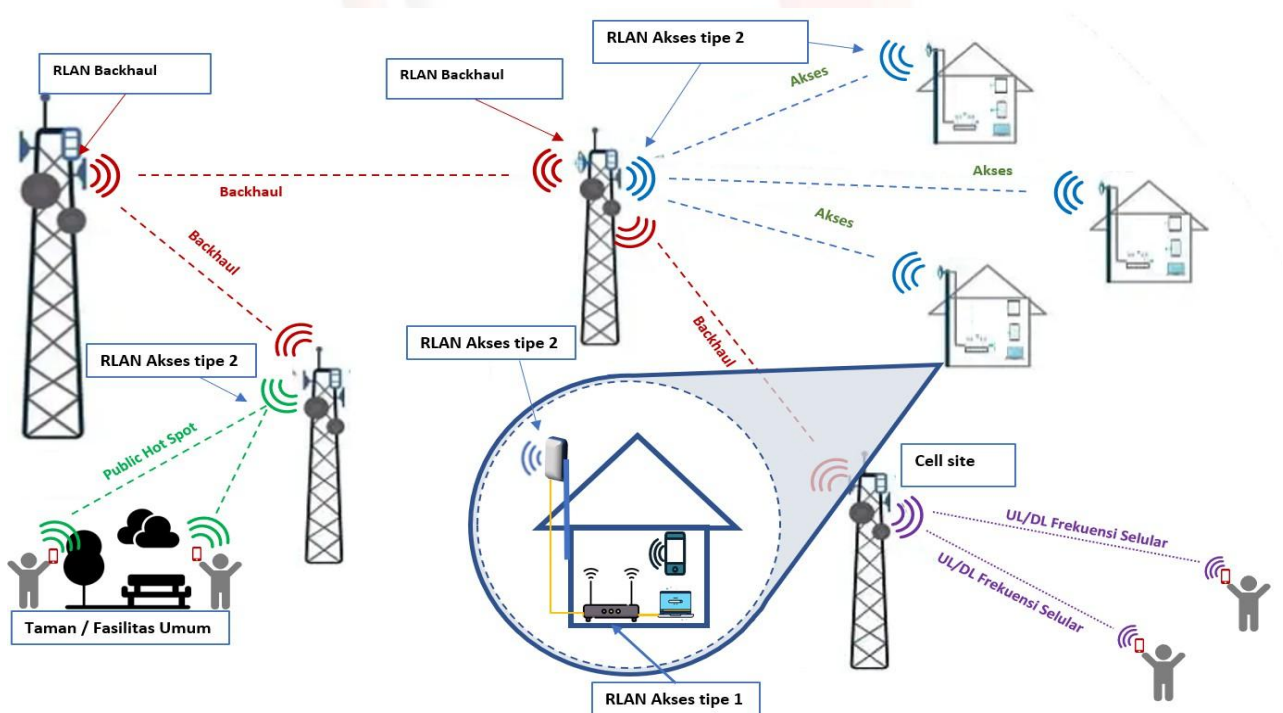 RLAN Akses tipe 2
RLAN Backhaul
RLAN Backhaul
Akses
Backhaul
Akses
Akses
Backhaul
RLAN Akses tipe 2
RLAN Akses tipe 2
Backhaul
Public Hot Spot
Cell site
UL/DL Frekuensi Selular
UL/DL Frekuensi Selular
Taman / Fasilitas Umum
RLAN Akses tipe 1